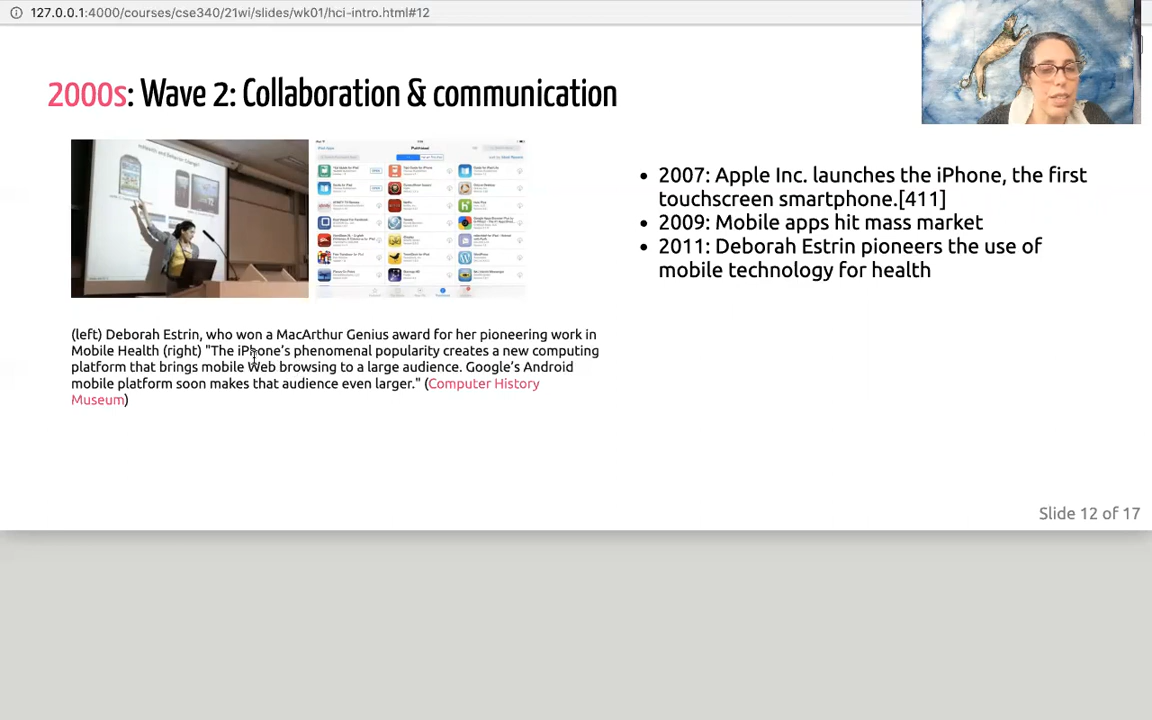 127.0.0.1:4000/courses/cse340/21wi/slides/wk01/hci-intro.html#12
2000s: Wave 2: Collaboration & communication
• 2007: Apple Inc. launches the iPhone, the first
touchscreen smartphone.[411]
• 2009: Mobile apps hit mass market
• 2011: Deborah Estrin pioneers the use of
mobile technology for health
(left) Deborah Estrin, who won a MacArthur Genius award for her pioneering work in
Mobile Health (right) "The iPhone’s phenomenal popularity creates a new computing
platform that brings mobile Web browsing to a large audience. Google’s Android
mobile platform soon makes that audience even larger." (Computer History
Museum)
Slide 12 of 17